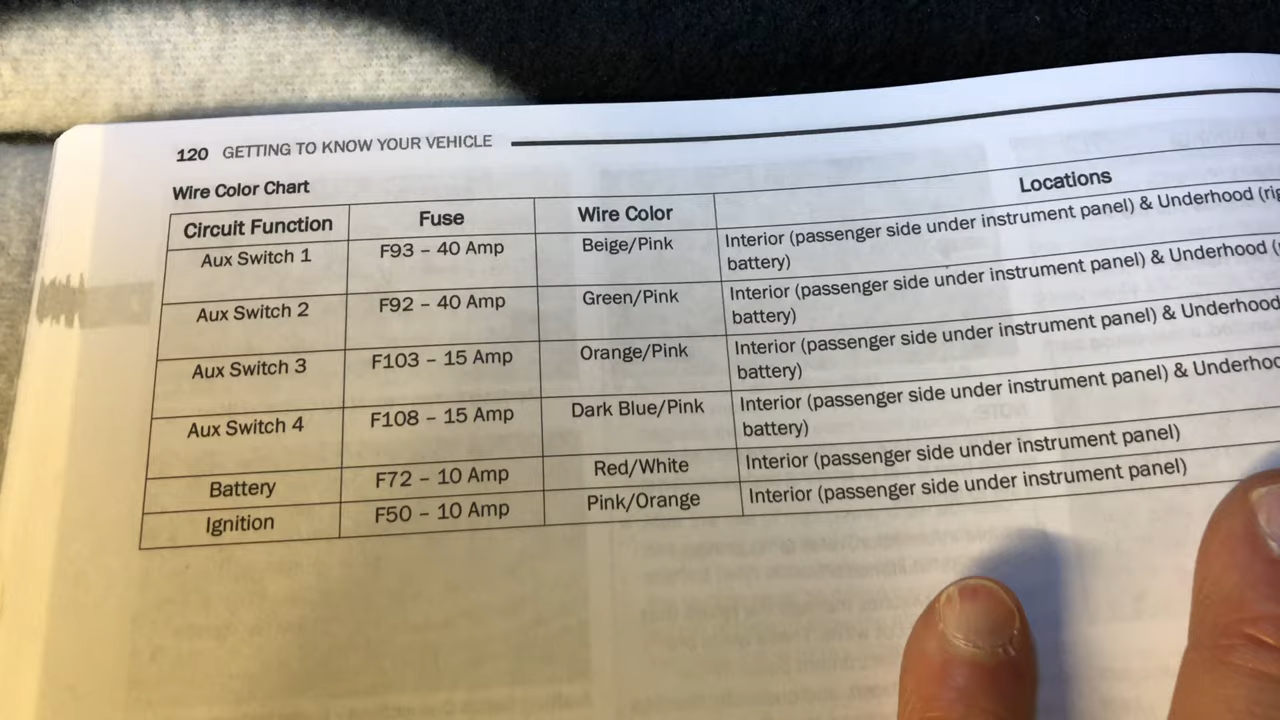 120 GETTING TO KNOW YOUR VEHICLE
Wire Color Chart
Circuit Function Fuse Wire Color Locations
Aux Switch 1 F93 – 40 Amp Beige/Pink Interior (passenger side under instrument panel) & Underhood
battery)
Aux Switch 2 F92 – 40 Amp Green/Pink Interior (passenger side under instrument panel) & Underhood
battery)
Aux Switch 3 F103 – 15 Amp Orange/Pink Interior (passenger side under instrument panel) & Underhood
battery)
Aux Switch 4 F108 – 15 Amp Dark Blue/Pink Interior (passenger side under instrument panel) &
battery)
Battery F72 – 10 Amp Red/White Interior (passenger side under instrument panel)
Ignition F50 – 10 Amp Pink/Orange Interior (passenger side under instrument panel)